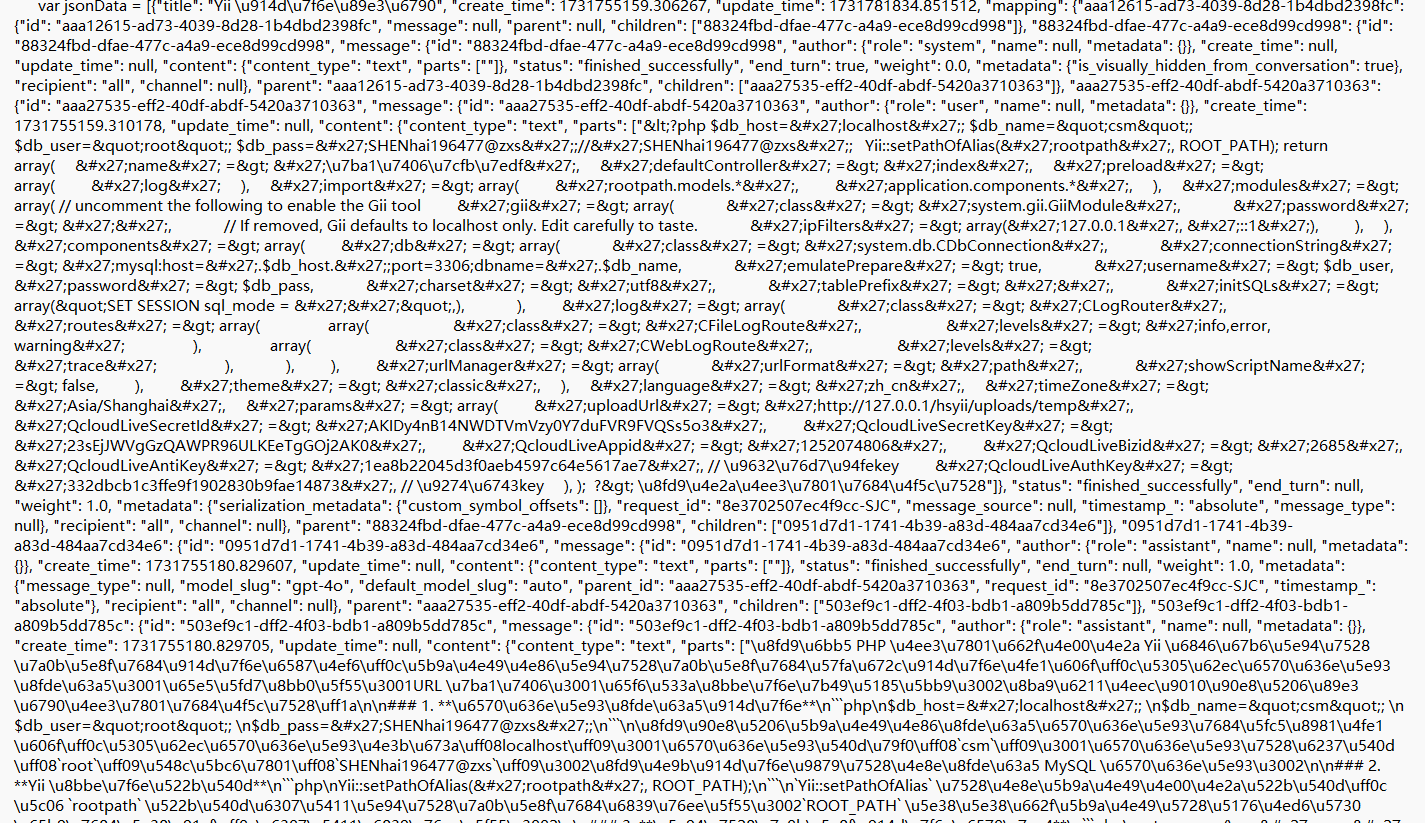 var jsonData = [{"title": "Yii \u914d\u7f6e\u89e3\u6790", "create_time": 1731755159.306267, "update_time": 1731781834.851512, "mapping": {"aaa12615-ad73-4039-8d28-1b4dbd2398fc":
{"id": "aaa12615-ad73-4039-8d28-1b4dbd2398fc", "message": null, "parent": null, "children": ["88324fbd-dfae-477c-a4a9-ece8d99cd998"]}, "88324fbd-dfae-477c-a4a9-ece8d99cd998": {"id":
"88324fbd-dfae-477c-a4a9-ece8d99cd998", "message": {"id": "88324fbd-dfae-477c-a4a9-ece8d99cd998", "author": {"role": "system", "name": null, "metadata": {}}, "create_time": null,
"update_time": null, "content": {"content_type": "text", "parts": [""]}, "status": "finished_successfully", "end_turn": true, "weight": 0.0, "metadata": {"is_visually_hidden_from_conversation": true},
"recipient": "all", "channel": null}, "parent": "aaa12615-ad73-4039-8d28-1b4dbd2398fc", "children": ["aaa27535-eff2-40df-abdf-5420a3710363"]}, "aaa27535-eff2-40df-abdf-5420a3710363":
{"id": "aaa27535-eff2-40df-abdf-5420a3710363", "message": {"id": "aaa27535-eff2-40df-abdf-5420a3710363", "author": {"role": "user", "name": null, "metadata": {}}, "create_time":
1731755159.310178, "update_time": null, "content": {"content_type": "text", "parts": ["&lt;?php $db_host=&#x27;localhost&#x27;; $db_name=&quot;csm&quot;;
$db_user=&quot;root&quot;; $db_pass=&#x27;SHENhai196477@zxs&#x27;;//&#x27;SHENhai196477@zxs&#x27;; Yii::setPathOfAlias(&#x27;rootpath&#x27;, ROOT_PATH); return
array( &#x27;name&#x27; =&gt; &#x27;\u7ba1\u7406\u7cfb\u7edf&#x27;, &#x27;defaultController&#x27; =&gt; &#x27;index&#x27;, &#x27;preload&#x27; =&gt;
array( &#x27;log&#x27; ), &#x27;import&#x27; =&gt; array( &#x27;rootpath.models.*&#x27;, &#x27;application.components.*&#x27;, ), &#x27;modules&#x27; =&gt;
array( // uncomment the following to enable the Gii tool &#x27;gii&#x27; =&gt; array( &#x27;class&#x27; =&gt; &#x27;system.gii.GiiModule&#x27;, &#x27;password&#x27;
=&gt; &#x27;&#x27;, // If removed, Gii defaults to localhost only. Edit carefully to taste. &#x27;ipFilters&#x27; =&gt; array(&#x27;127.0.0.1&#x27;, &#x27;::1&#x27;), ), ),
&#x27;components&#x27; =&gt; array( &#x27;db&#x27; =&gt; array( &#x27;class&#x27; =&gt; &#x27;system.db.CDbConnection&#x27;, &#x27;connectionString&#x27;
=&gt; &#x27;mysql:host=&#x27;.$db_host.&#x27;;port=3306;dbname=&#x27;.$db_name, &#x27;emulatePrepare&#x27; =&gt; true, &#x27;username&#x27; =&gt; $db_user,
&#x27;password&#x27; =&gt; $db_pass, &#x27;charset&#x27; =&gt; &#x27;utf8&#x27;, &#x27;tablePrefix&#x27; =&gt; &#x27;&#x27;, &#x27;initSQLs&#x27; =&gt;
array(&quot;SET SESSION sql_mode = &#x27;&#x27;&quot;,), ), &#x27;log&#x27; =&gt; array( &#x27;class&#x27; =&gt; &#x27;CLogRouter&#x27;,
&#x27;routes&#x27; =&gt; array( array( &#x27;class&#x27; =&gt; &#x27;CFileLogRoute&#x27;, &#x27;levels&#x27; =&gt; &#x27;info,error,
warning&#x27; ), array( &#x27;class&#x27; =&gt; &#x27;CWebLogRoute&#x27;, &#x27;levels&#x27; =&gt;
&#x27;trace&#x27; ), ), ), &#x27;urlManager&#x27; =&gt; array( &#x27;urlFormat&#x27; =&gt; &#x27;path&#x27;, &#x27;showScriptName&#x27;
=&gt; false, ), &#x27;theme&#x27; =&gt; &#x27;classic&#x27;, ), &#x27;language&#x27; =&gt; &#x27;zh_cn&#x27;, &#x27;timeZone&#x27; =&gt;
&#x27;Asia/Shanghai&#x27;, &#x27;params&#x27; =&gt; array( &#x27;uploadUrl&#x27; =&gt; &#x27;http://127.0.0.1/hsyii/uploads/temp&#x27;,
&#x27;QcloudLiveSecretId&#x27; =&gt; &#x27;AKIDy4nB14NWDTVmVzy0Y7duFVR9FVQSs5o3&#x27;, &#x27;QcloudLiveSecretKey&#x27; =&gt;
&#x27;23sEjJWVgGzQAWPR96ULKEeTgGOj2AK0&#x27;, &#x27;QcloudLiveAppid&#x27; =&gt; &#x27;1252074806&#x27;, &#x27;QcloudLiveBizid&#x27; =&gt; &#x27;2685&#x27;,
&#x27;QcloudLiveAntiKey&#x27; =&gt; &#x27;1ea8b22045d3f0aeb4597c64e5617ae7&#x27;, // \u9632\u76d7\u94fekey &#x27;QcloudLiveAuthKey&#x27; =&gt;
&#x27;332dbcb1c3ffe9f1902830b9fae14873&#x27;, // \u9274\u6743key ), ); ?&gt; \u8fd9\u4e2a\u4ee3\u7801\u7684\u4f5c\u7528"]}, "status": "finished_successfully", "end_turn": null,
"weight": 1.0, "metadata": {"serialization_metadata": {"custom_symbol_offsets": []}, "request_id": "8e3702507ec4f9cc-SJC", "message_source": null, "timestamp_": "absolute", "message_type":
null}, "recipient": "all", "channel": null}, "parent": "88324fbd-dfae-477c-a4a9-ece8d99cd998", "children": ["0951d7d1-1741-4b39-a83d-484aa7cd34e6"]}, "0951d7d1-1741-4b39-
a83d-484aa7cd34e6": {"id": "0951d7d1-1741-4b39-a83d-484aa7cd34e6", "message": {"id": "0951d7d1-1741-4b39-a83d-484aa7cd34e6", "author": {"role": "assistant", "name": null, "metadata":
{}}, "create_time": 1731755180.829607, "update_time": null, "content": {"content_type": "text", "parts": [""]}, "status": "finished_successfully", "end_turn": null, "weight": 1.0, "metadata":
{"message_type": null, "model_slug": "gpt-4o", "default_model_slug": "auto", "parent_id": "aaa27535-eff2-40df-abdf-5420a3710363", "request_id": "8e3702507ec4f9cc-SJC", "timestamp_":
"absolute"}, "recipient": "all", "channel": null}, "parent": "aaa27535-eff2-40df-abdf-5420a3710363", "children": ["503ef9c1-dff2-4f03-bdb1-a809b5dd785c"]}, "503ef9c1-dff2-4f03-bdb1-
a809b5dd785c": {"id": "503ef9c1-dff2-4f03-bdb1-a809b5dd785c", "message": {"id": "503ef9c1-dff2-4f03-bdb1-a809b5dd785c", "author": {"role": "assistant", "name": null, "metadata": {}},
"create_time": 1731755180.829705, "update_time": null, "content": {"content_type": "text", "parts": ["\u8fd9\u6bb5 PHP \u4ee3\u7801\u662f\u4e00\u4e2a Yii \u6846\u67b6\u5e94\u7528
\u7a0b\u5e8f\u7684\u914d\u7f6e\u6587\u4ef6\uff0c\u5b9a\u4e49\u4e86\u5e94\u7528\u7a0b\u5e8f\u7684\u57fa\u672c\u914d\u7f6e\u4fe1\u606f\uff0c\u5305\u62ec\u6570\u636e\u5e93
\u8fde\u63a5\u3001\u65e5\u5fd7\u8bb0\u5f55\u3001URL \u7ba1\u7406\u3001\u65f6\u533a\u8bbe\u7f6e\u7b49\u5185\u5bb9\u3002\u8ba9\u6211\u4eec\u9010\u90e8\u5206\u89e3
\u6790\u4ee3\u7801\u7684\u4f5c\u7528\uff1a\n\n### 1. **\u6570\u636e\u5e93\u8fde\u63a5\u914d\u7f6e**\n```php\n$db_host=&#x27;localhost&#x27;; \n$db_name=&quot;csm&quot;; \n
$db_user=&quot;root&quot;; \n$db_pass=&#x27;SHENhai196477@zxs&#x27;;\n```\n\u8fd9\u90e8\u5206\u5b9a\u4e49\u4e86\u8fde\u63a5\u6570\u636e\u5e93\u7684\u5fc5\u8981\u4fe1
\u606f\uff0c\u5305\u62ec\u6570\u636e\u5e93\u4e3b\u673a\uff08localhost\uff09\u3001\u6570\u636e\u5e93\u540d\u79f0\uff08`csm`\uff09\u3001\u6570\u636e\u5e93\u7528\u6237\u540d
\uff08`root`\uff09\u548c\u5bc6\u7801\uff08`SHENhai196477@zxs`\uff09\u3002\u8fd9\u4e9b\u914d\u7f6e\u9879\u7528\u4e8e\u8fde\u63a5 MySQL \u6570\u636e\u5e93\u3002\n\n### 2.
**Yii \u8bbe\u7f6e\u522b\u540d**\n```php\nYii::setPathOfAlias(&#x27;rootpath&#x27;, ROOT_PATH);\n```\n`Yii::setPathOfAlias` \u7528\u4e8e\u5b9a\u4e49\u4e00\u4e2a\u522b\u540d\uff0c
\u5c06 `rootpath` \u522b\u540d\u6307\u5411\u5e94\u7528\u7a0b\u5e8f\u7684\u6839\u76ee\u5f55\u3002`ROOT_PATH` \u5e38\u5e38\u662f\u5b9a\u4e49\u5728\u5176\u4ed6\u5730